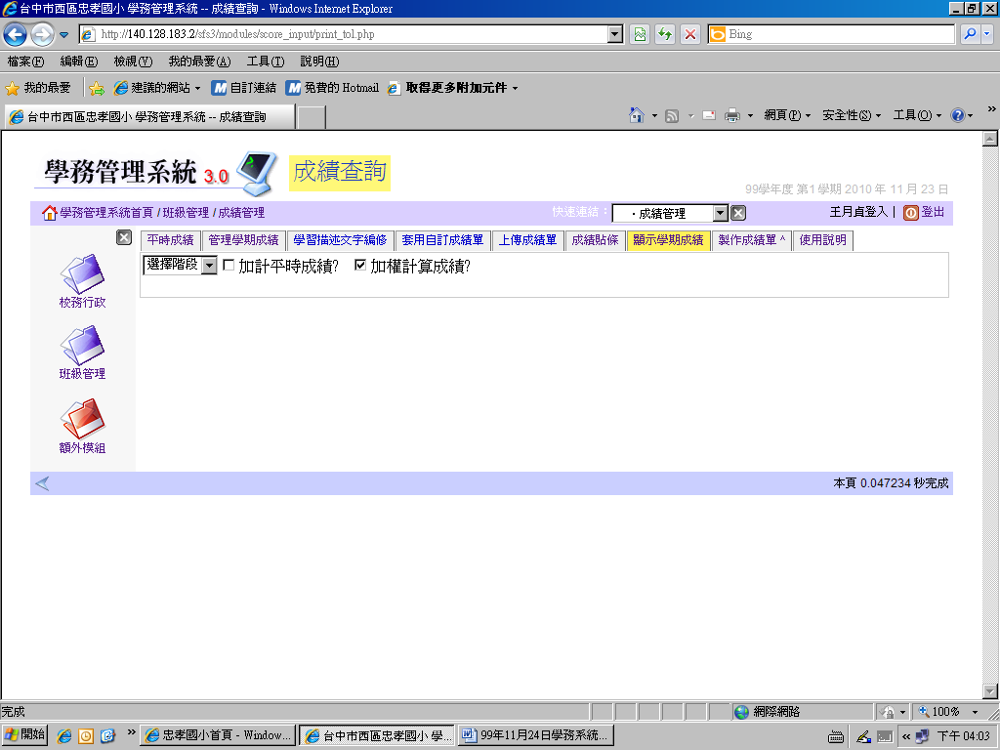 台中市西區忠孝國小 學務管理系統 -- 成績查詢 - Windows Internet Explorer
http://140.128.183.2/sfs3/modules/score_input/print_tol.php
Bing
檔案(F) 編輯(E) 檢視(V) 我的最愛(A) 工具(T) 說明(H)
我的最愛 建議的網站 自訂連結 免費的 Hotmail 取得更多附加元件
台中市西區忠孝國小 學務管理系統 -- 成績查詢
網頁(P) 安全性(S) 工具(O) »
學務管理系統 3.0 成績查詢
99學年度 第1學期 2010 年 11 月 23 日
學務管理系統首頁 / 班級管理 / 成績管理 快速連結： ‧成績管理 王月貞登入 | 登出
平時成績 管理學期成績 學習描述文字編修 套用自訂成績單 上傳成績單 成績貼條 顯示學期成績 製作成績單 ^ 使用說明
選擇階段 加計平時成績? 加權計算成績?
校務行政
班級管理
額外模組
本頁 0.047234 秒完成
完成 網際網路 100%
開始 » 忠孝國小首頁 - Window... 台中市西區忠孝國小 學... 99年11月24日學務系統... « 下午 04:03